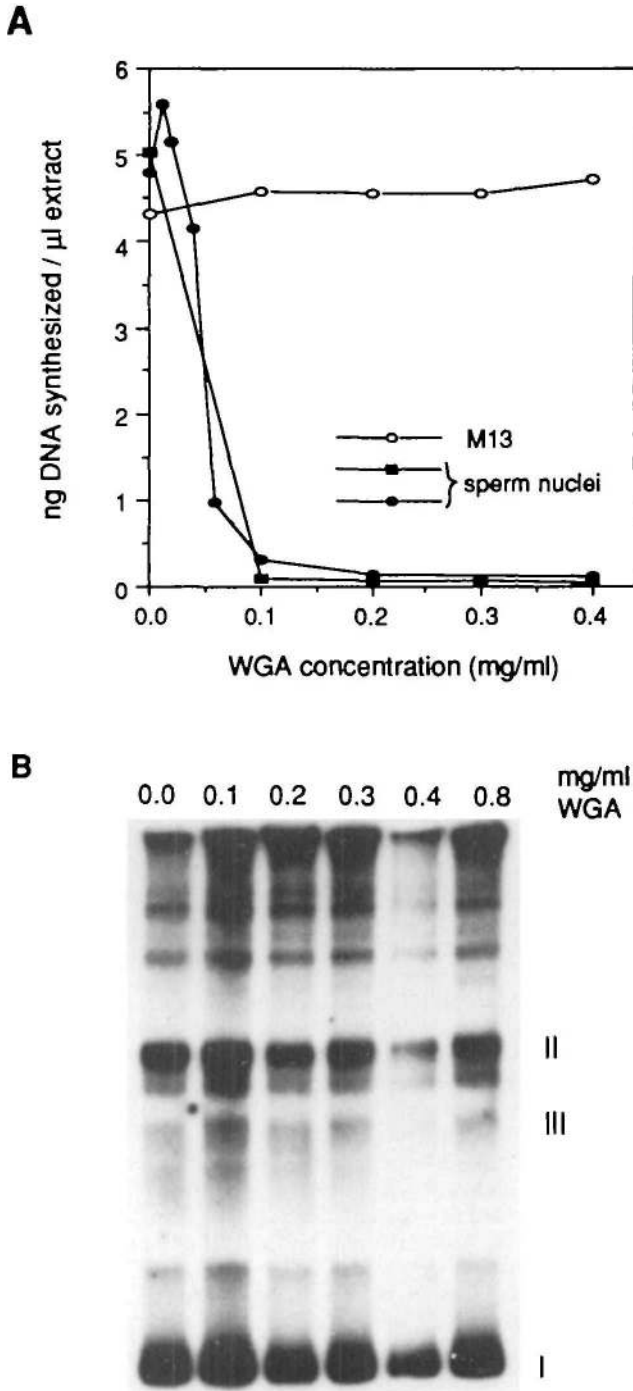 A
6
5
4
3
2
1
0
ng DNA synthesized / µl extract
M13
sperm nuclei
0.0 0.1 0.2 0.3 0.4
WGA concentration (mg/ml)
B
0.0 0.1 0.2 0.3 0.4 0.8 mg/ml
WGA
II
III
I